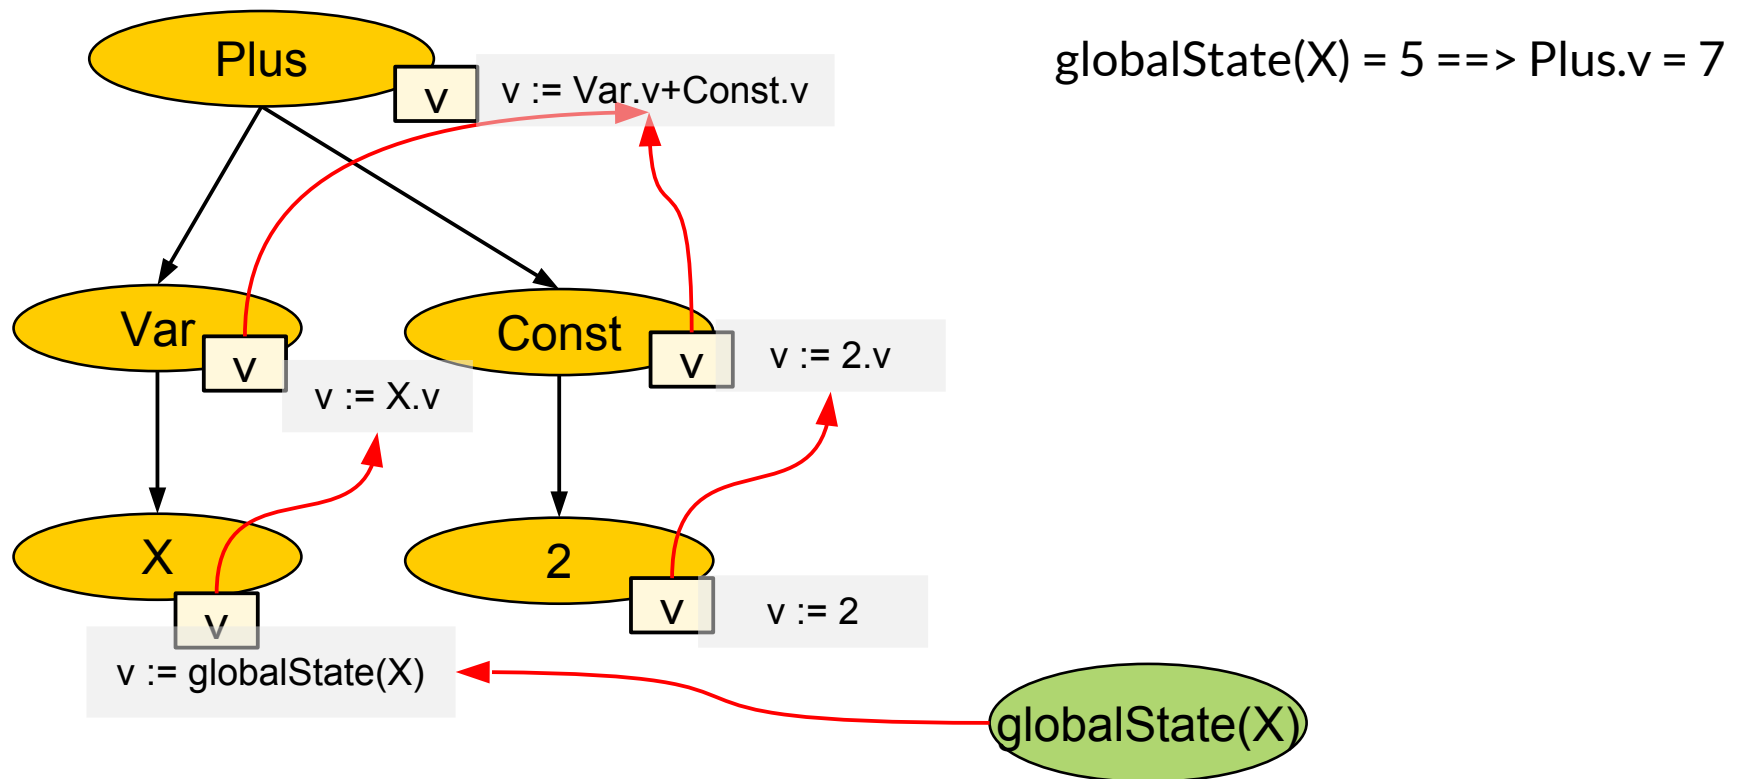 Plus
v
v := Var.v+Const.v
globalState(X) = 5 ==> Plus.v = 7
Var
v
v := X.v
Const
v
v := 2.v
X
v
v := globalState(X)
2
v
v := 2
globalState(X)